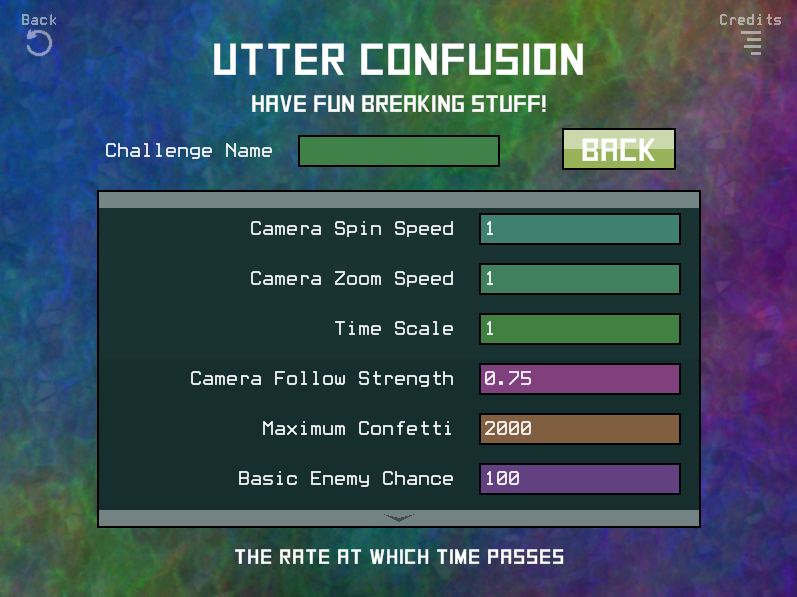 Back
Credits
UTTER CONFUSION
HAVE FUN BREAKING STUFF!
Challenge Name
BACK
Camera Spin Speed 1
Camera Zoom Speed 1
Time Scale 1
Camera Follow Strength 0.75
Maximum Confetti 2000
Basic Enemy Chance 100
THE RATE AT WHICH TIME PASSES